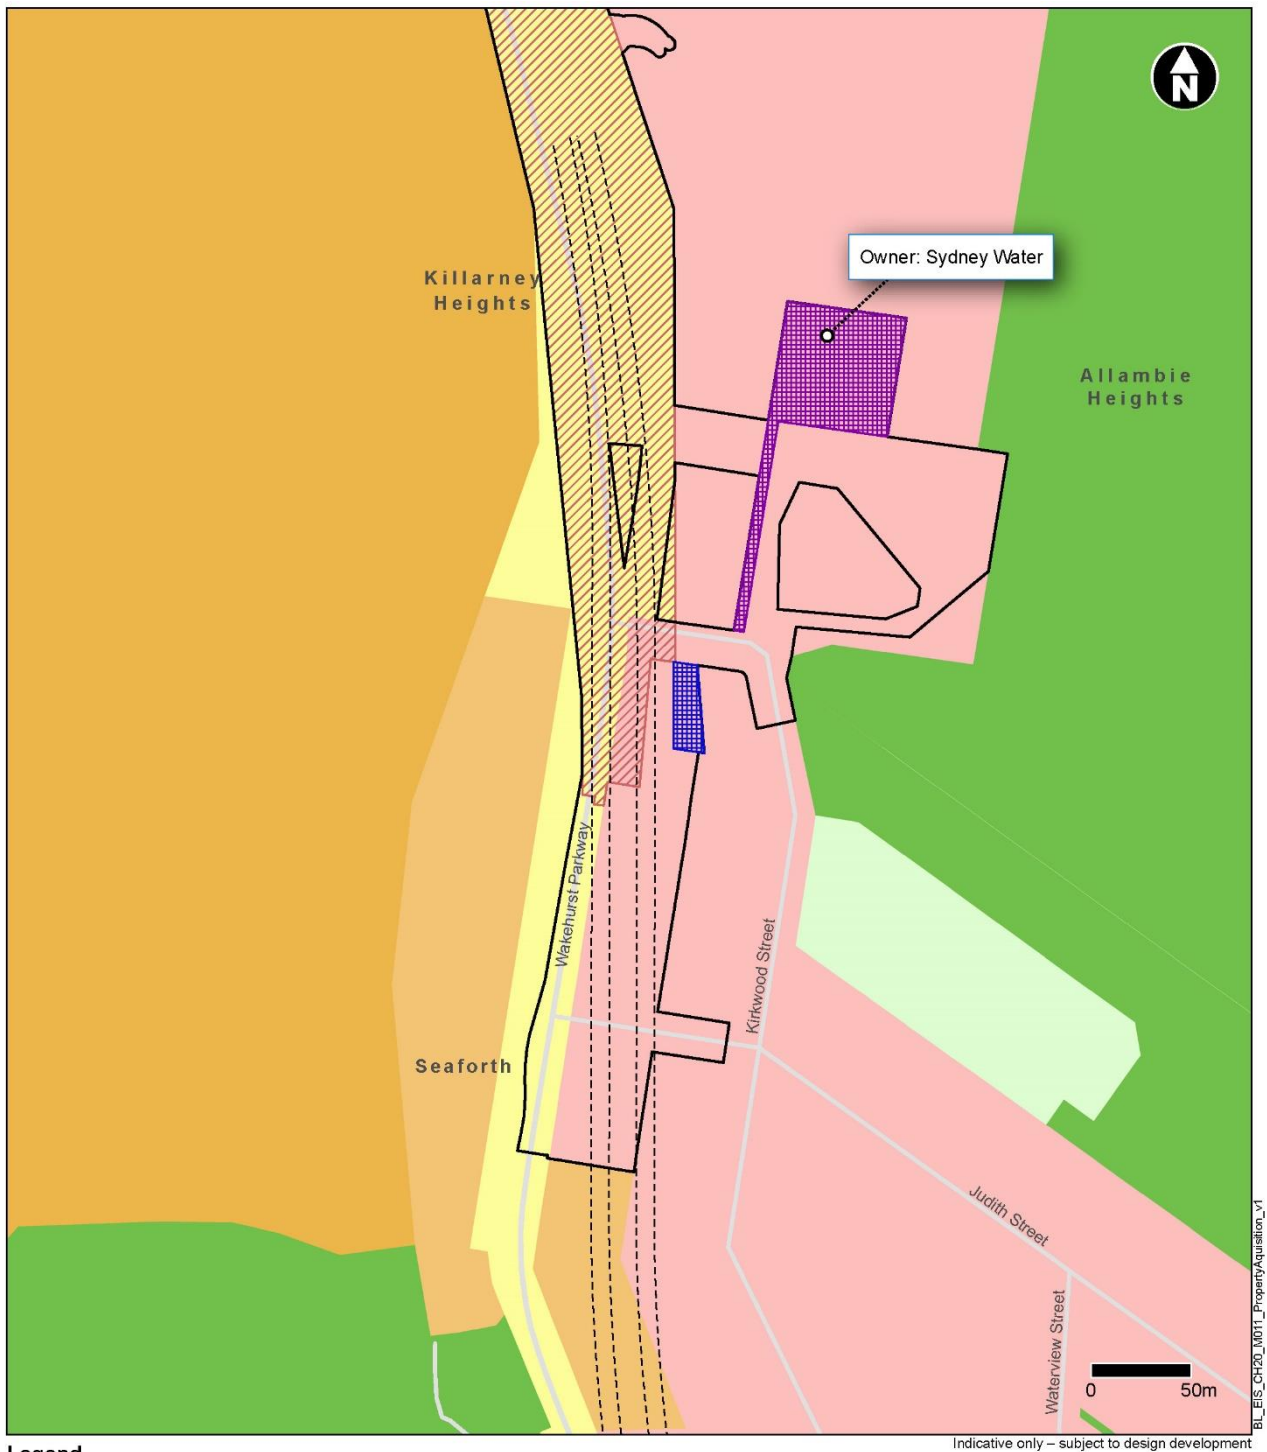 N
Owner: Sydney Water
Killarney
Heights
Allambie
Heights
Wakehurst Parkway
Kirkwood Street
Seaforth
Judith Street
Waterview Street
0 50m
BL_EIS_CH20_M011_PropertyAquisition_v1
Indicative only – subject to design development
Legend